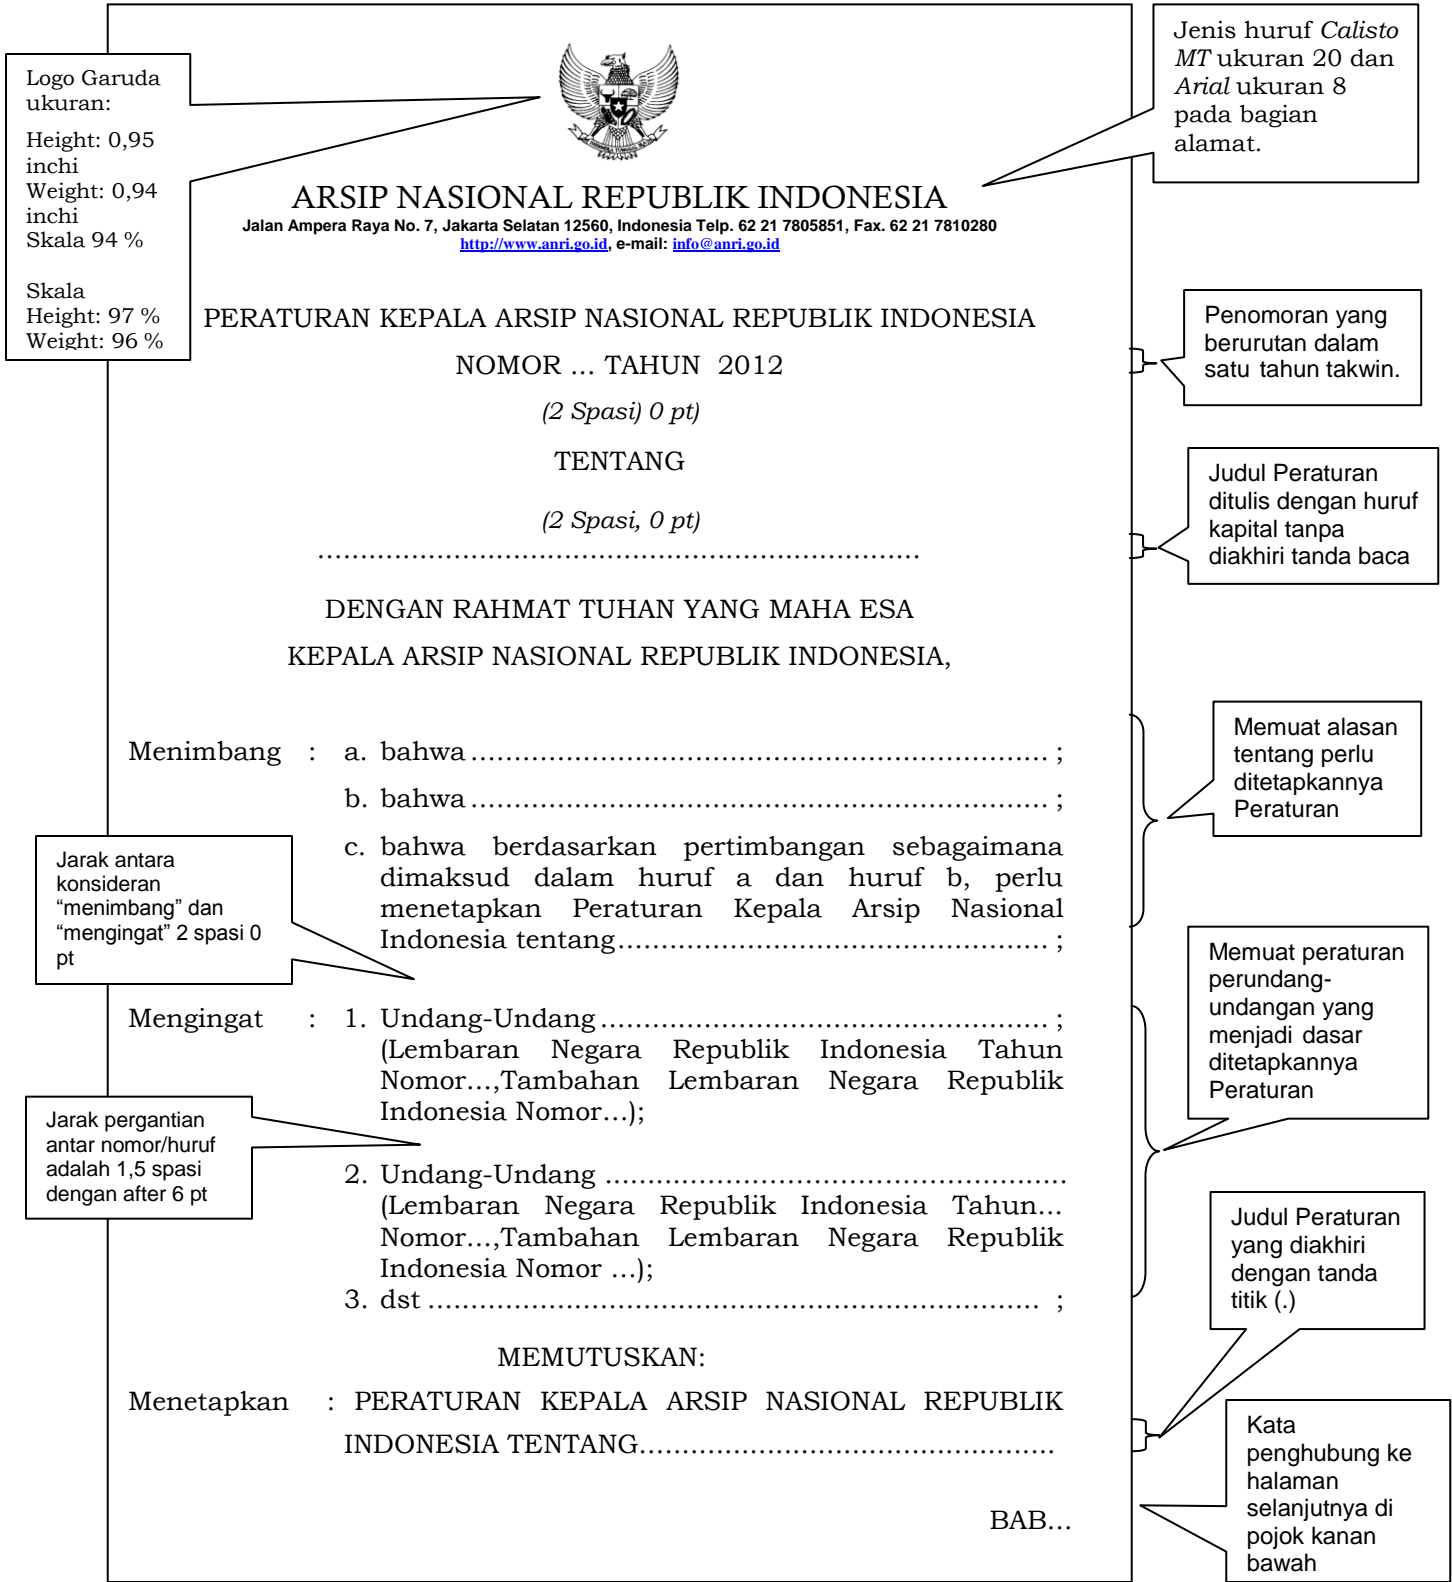 Jenis huruf Calisto
MT ukuran 20 dan
Arial ukuran 8
pada bagian
alamat.
Logo Garuda
ukuran:
Height: 0,95
inchi
Weight: 0,94
inchi
Skala 94 %
Skala
Height: 97 %
Weight: 96 %
ARSIP NASIONAL REPUBLIK INDONESIA
Jalan Ampera Raya No. 7, Jakarta Selatan 12560, Indonesia Telp. 62 21 7805851, Fax. 62 21 7810280
http://www.anri.go.id, e-mail: info@anri.go.id
PERATURAN KEPALA ARSIP NASIONAL REPUBLIK INDONESIA
NOMOR ... TAHUN 2012
Penomoran yang
berurutan dalam
satu tahun takwin.
(2 Spasi) 0 pt)
TENTANG
(2 Spasi, 0 pt)
......................................................................
Judul Peraturan
ditulis dengan huruf
kapital tanpa
diakhiri tanda baca
DENGAN RAHMAT TUHAN YANG MAHA ESA
KEPALA ARSIP NASIONAL REPUBLIK INDONESIA,
Menimbang : a. bahwa ................................................................... ;
b. bahwa ................................................................... ;
c. bahwa berdasarkan pertimbangan sebagaimana
dimaksud dalam huruf a dan huruf b, perlu
menetapkan Peraturan Kepala Arsip Nasional
Indonesia tentang.................................................. ;
Memuat alasan
tentang perlu
ditetapkannya
Peraturan
Jarak antara
konsideran
“menimbang” dan
“mengingat” 2 spasi 0
pt
Mengingat : 1. Undang-Undang .................................................... ;
(Lembaran Negara Republik Indonesia Tahun
Nomor...,Tambahan Lembaran Negara Republik
Indonesia Nomor...);
Memuat peraturan
perundang-
undangan yang
menjadi dasar
ditetapkannya
Peraturan
Jarak pergantian
antar nomor/huruf
adalah 1,5 spasi
dengan after 6 pt
2. Undang-Undang ......................................................
(Lembaran Negara Republik Indonesia Tahun...
Nomor...,Tambahan Lembaran Negara Republik
Indonesia Nomor ...);
3. dst ....................................................................... ;
Judul Peraturan
yang diakhiri
dengan tanda
titik (.)
MEMUTUSKAN:
Menetapkan : PERATURAN KEPALA ARSIP NASIONAL REPUBLIK
INDONESIA TENTANG................................................
BAB...
Kata
penghubung ke
halaman
selanjutnya di
pojok kanan
bawah